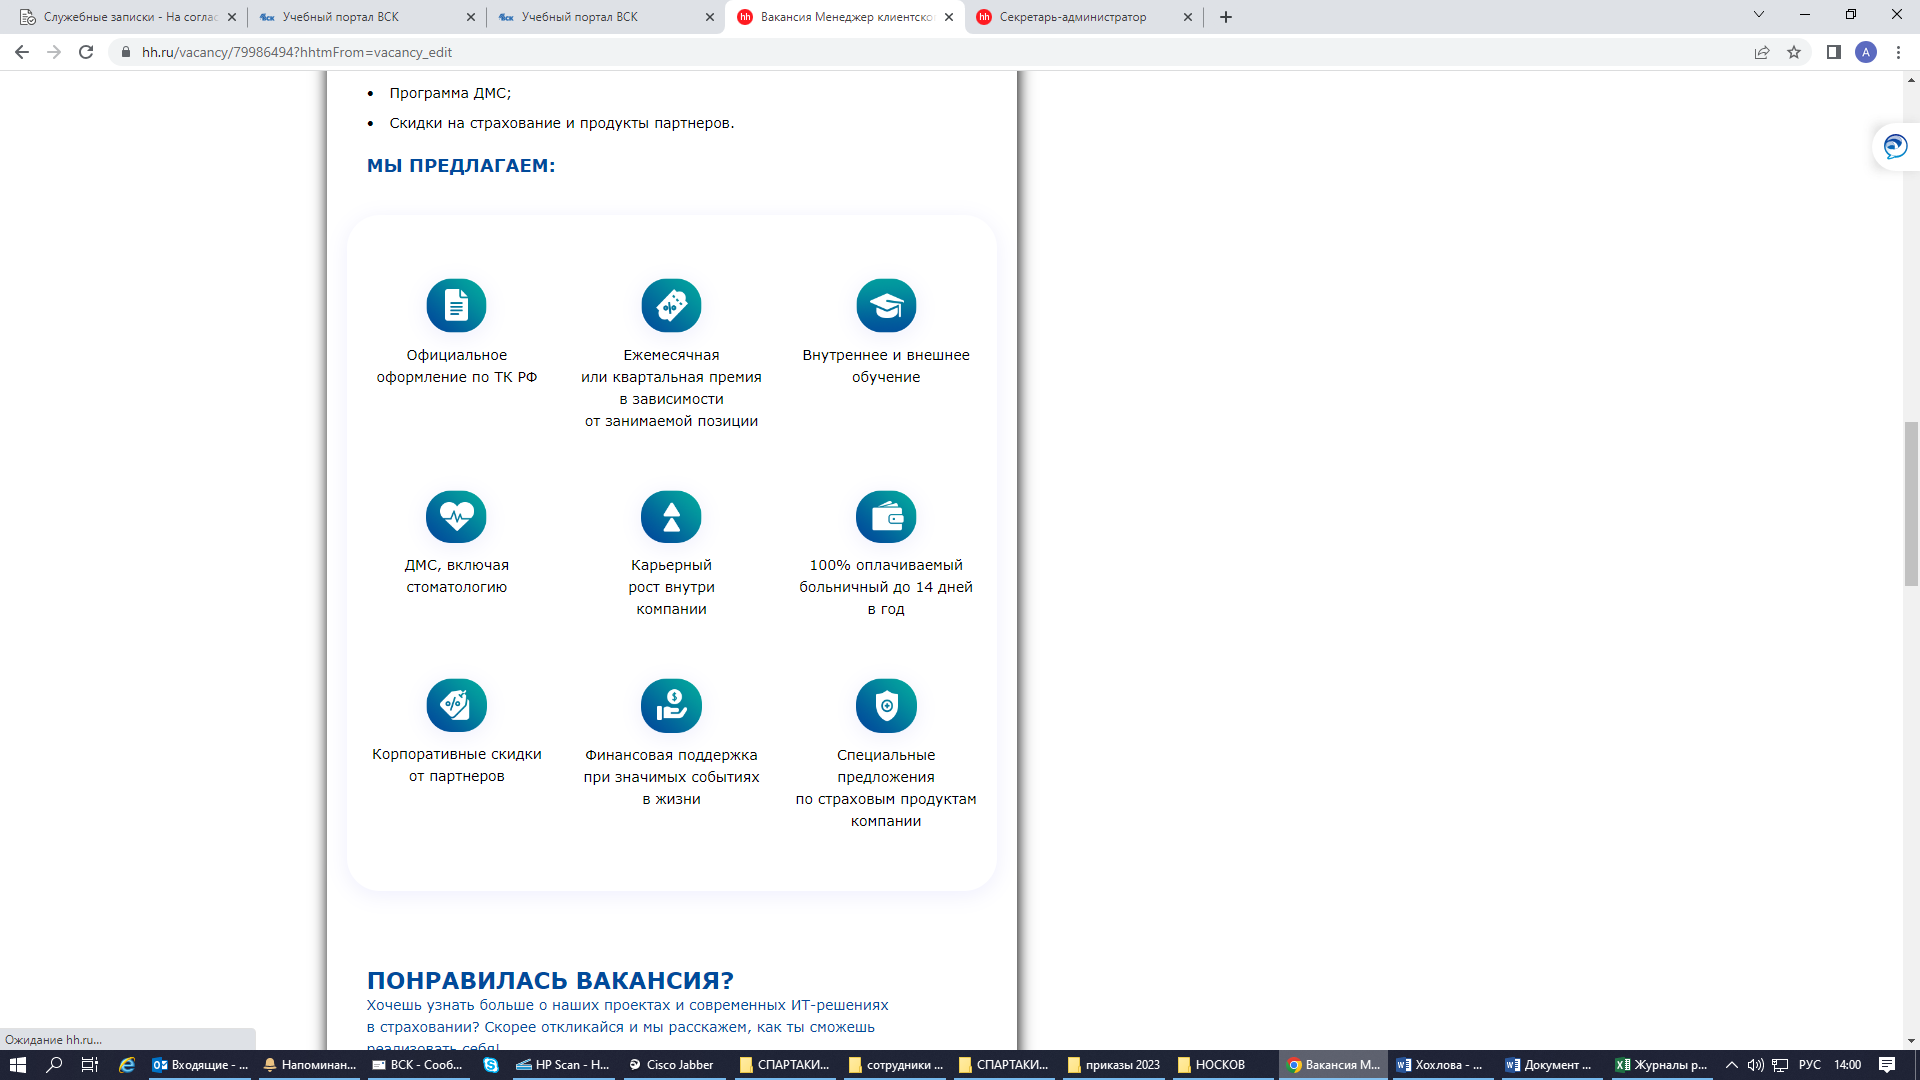 Служебные записки - На соглас
Учебный портал ВСК
Учебный портал ВСК
Вакансия Менеджер клиентско
Секретарь-администратор
hh.ru/vacancy/79986494?hhtmFrom=vacancy_edit
A
• Программа ДМС;
• Скидки на страхование и продукты партнеров.
МЫ ПРЕДЛАГАЕМ:
Официальное
оформление по ТК РФ
Ежемесячная
или квартальная премия
в зависимости
от занимаемой позиции
Внутреннее и внешнее
обучение
ДМС, включая
стоматологию
Карьерный
рост внутри
компании
100% оплачиваемый
больничный до 14 дней
в год
Корпоративные скидки
от партнеров
Финансовая поддержка
при значимых событиях
в жизни
Специальные
предложения
по страховым продуктам
компании
ПОНРАВИЛАСЬ ВАКАНСИЯ?
Хочешь узнать больше о наших проектах и современных ИТ-решениях
в страховании? Скорее откликайся и мы расскажем, как ты сможешь
реализовать себя!
Ожидание hh.ru...
Входящие - ...
Напоминан...
ВСК - Сооб...
HP Scan - H...
Cisco Jabber
СПАРТАКИ...
сотрудники ...
СПАРТАКИ...
приказы 2023
НОСКОВ
Вакансия М...
Хохлова - ...
Документ ...
Журналы р...
РУС
14:00